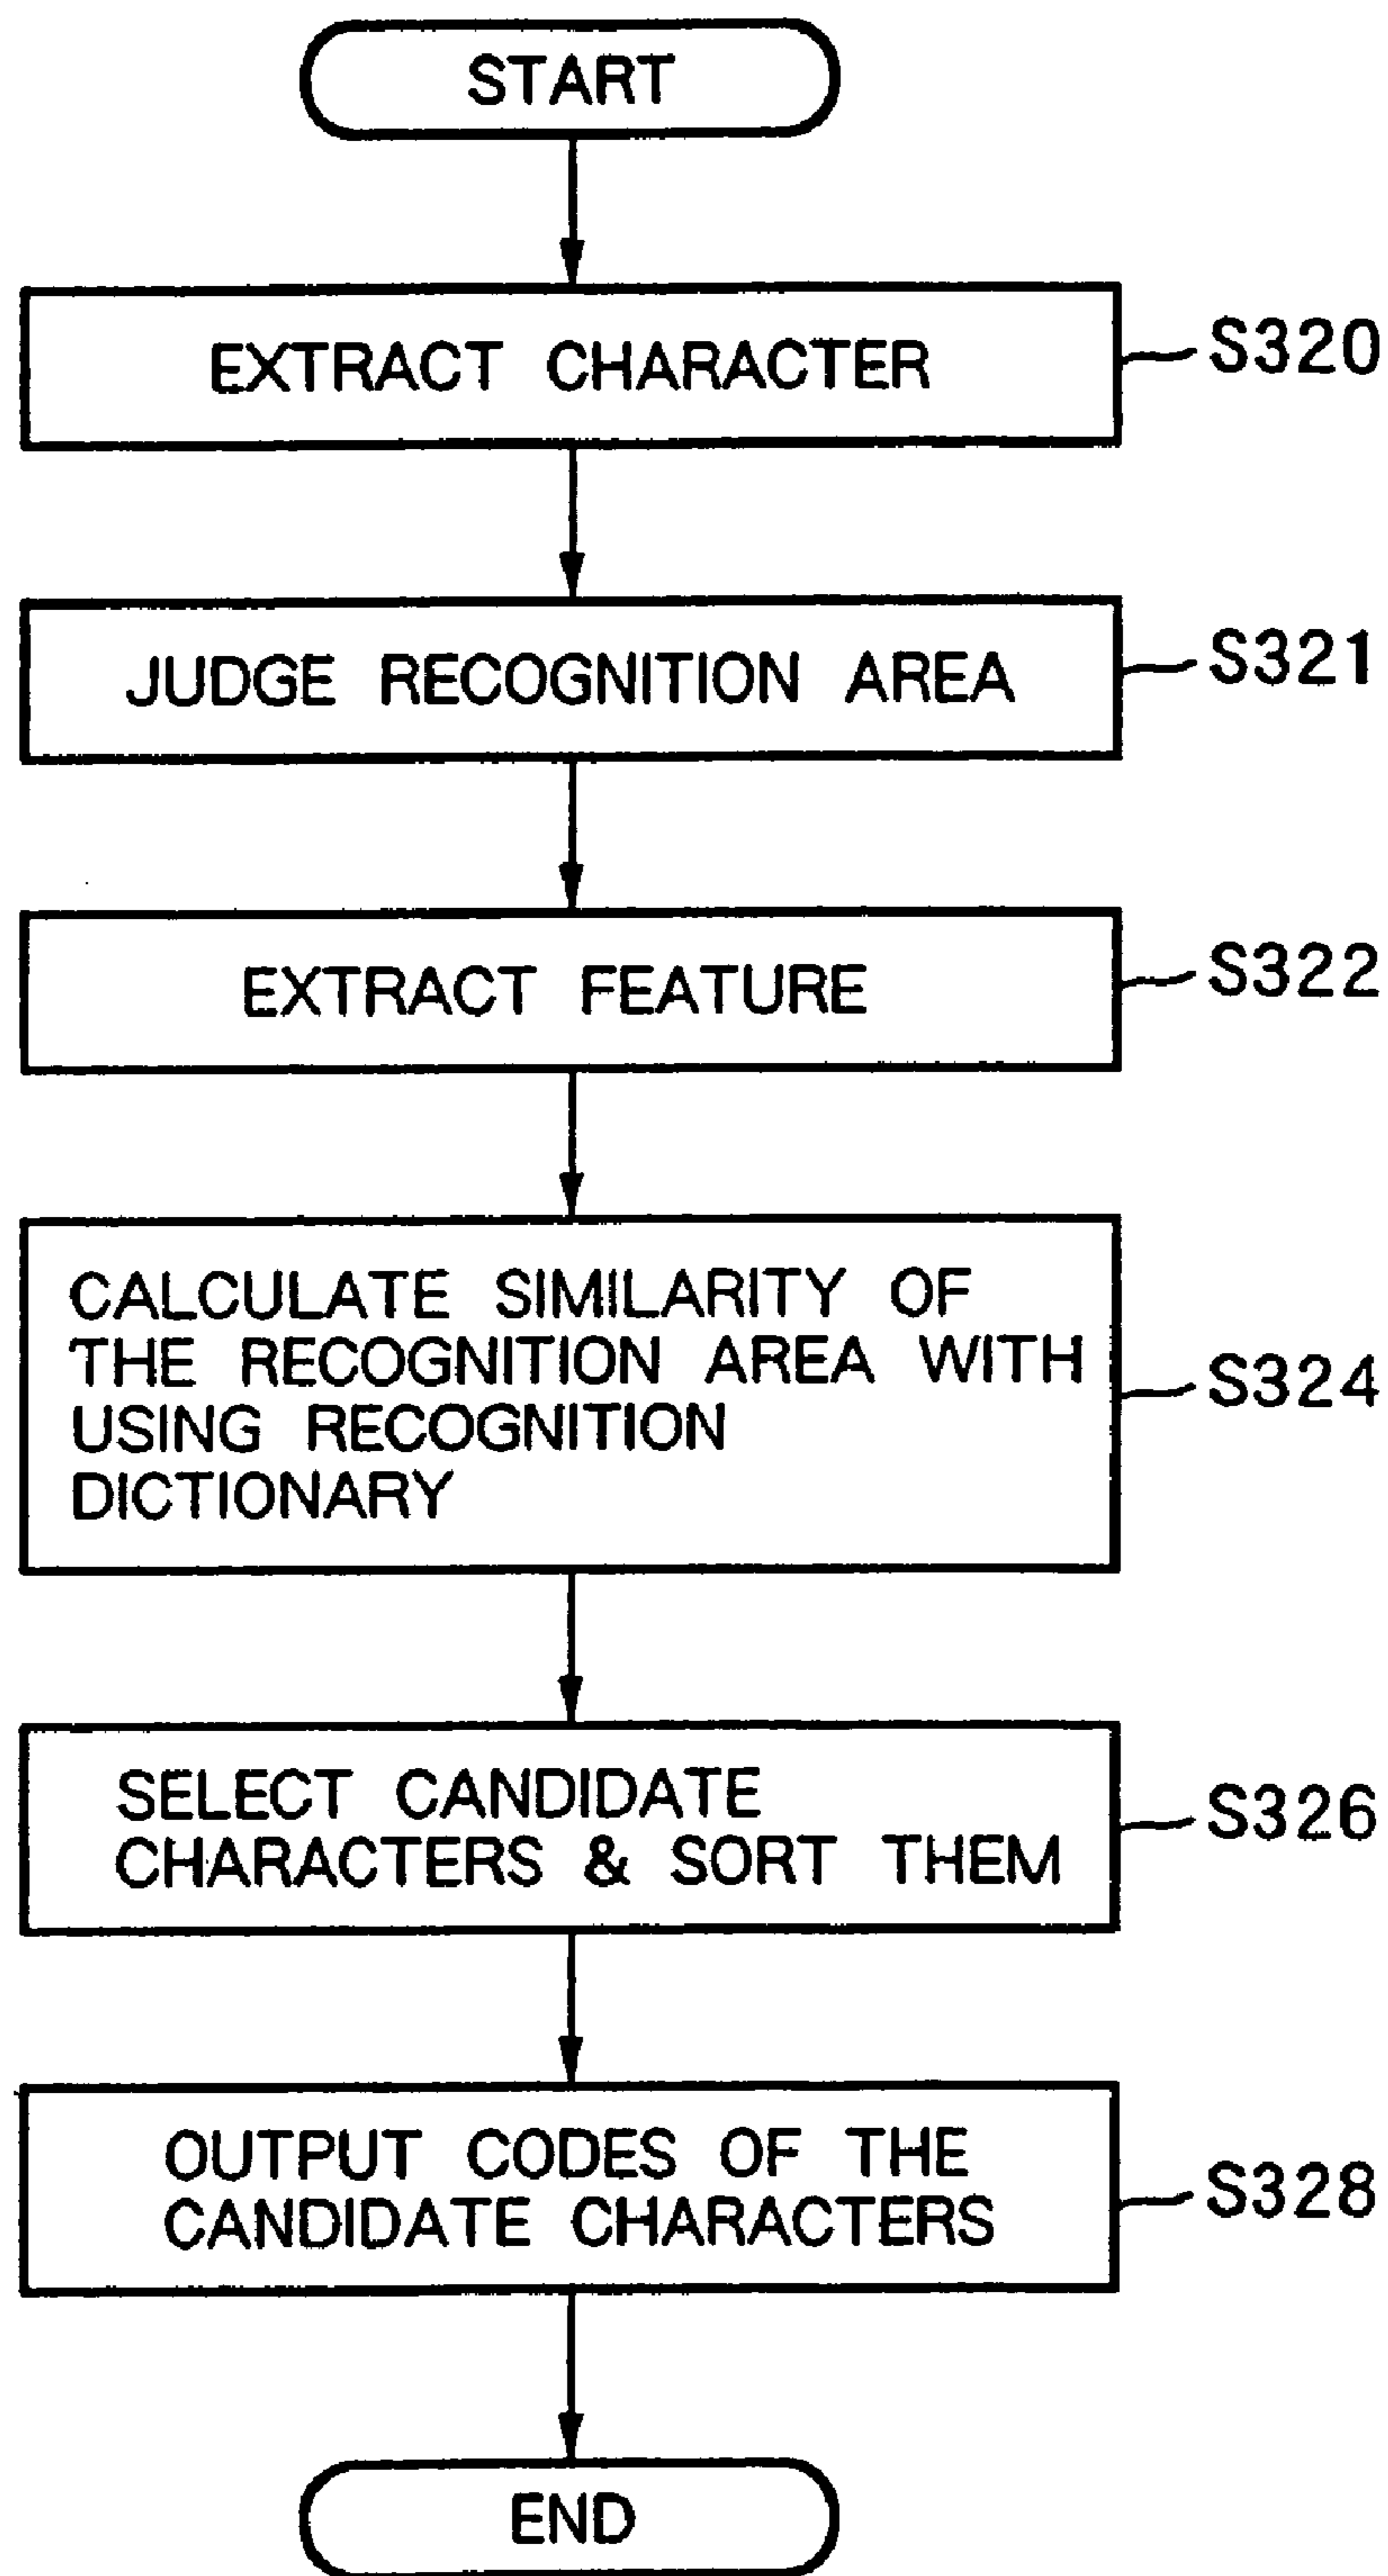 START
EXTRACT CHARACTER
S320
JUDGE RECOGNITION AREA
S321
EXTRACT FEATURE
S322
CALCULATE SIMILARITY OF
THE RECOGNITION AREA WITH
USING RECOGNITION
DICTIONARY
S324
SELECT CANDIDATE
CHARACTERS & SORT THEM
S326
OUTPUT CODES OF THE
CANDIDATE CHARACTERS
S328
END